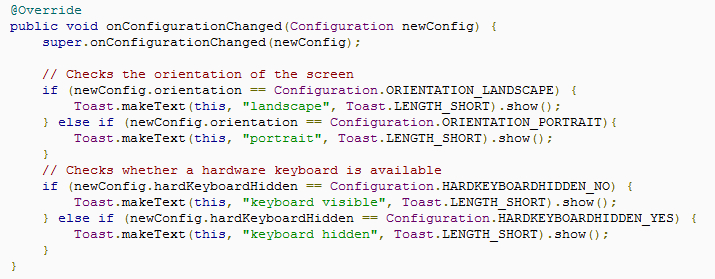 @Override
public void onConfigurationChanged(Configuration newConfig) {
    super.onConfigurationChanged(newConfig);

    // Checks the orientation of the screen
    if (newConfig.orientation == Configuration.ORIENTATION_LANDSCAPE) {
        Toast.makeText(this, "landscape", Toast.LENGTH_SHORT).show();
    } else if (newConfig.orientation == Configuration.ORIENTATION_PORTRAIT){
        Toast.makeText(this, "portrait", Toast.LENGTH_SHORT).show();
    }
    // Checks whether a hardware keyboard is available
    if (newConfig.hardKeyboardHidden == Configuration.HARDKEYBOARDHIDDEN_NO) {
        Toast.makeText(this, "keyboard visible", Toast.LENGTH_SHORT).show();
    } else if (newConfig.hardKeyboardHidden == Configuration.HARDKEYBOARDHIDDEN_YES) {
        Toast.makeText(this, "keyboard hidden", Toast.LENGTH_SHORT).show();
    }
}